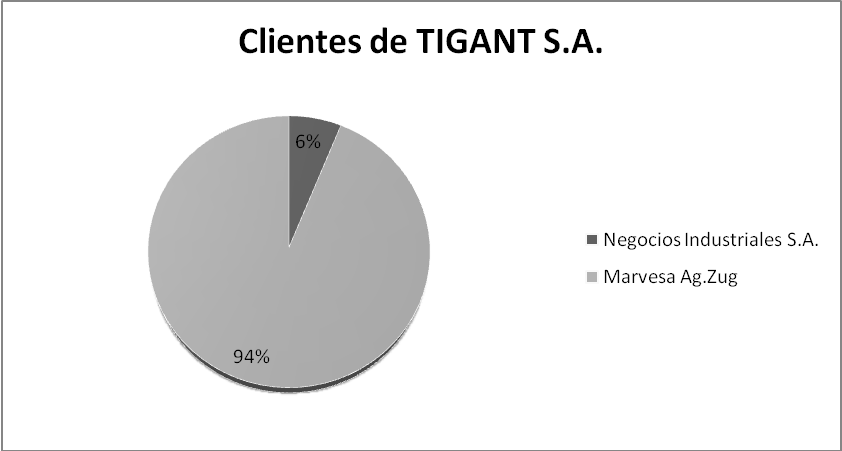 Clientes de TIGANT S.A.
6%
94%
Negocios Industriales S.A.
Marvesa Ag.Zug